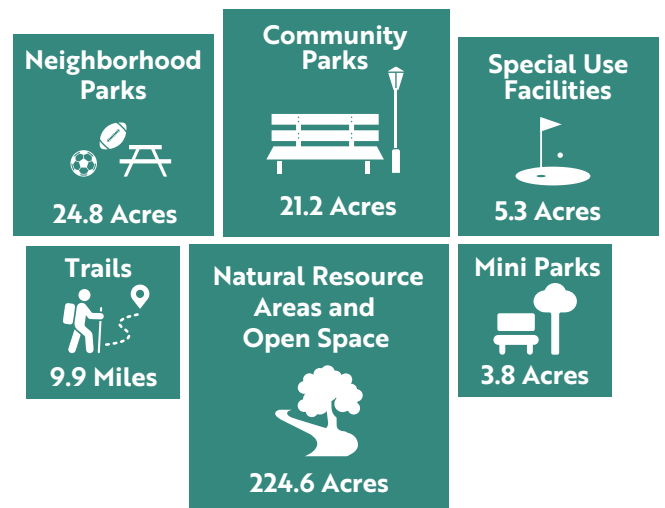 Neighborhood
Parks
24.8 Acres
Community
Parks
21.2 Acres
Special Use
Facilities
5.3 Acres
Trails
9.9 Miles
Natural Resource
Areas and
Open Space
224.6 Acres
Mini Parks
3.8 Acres